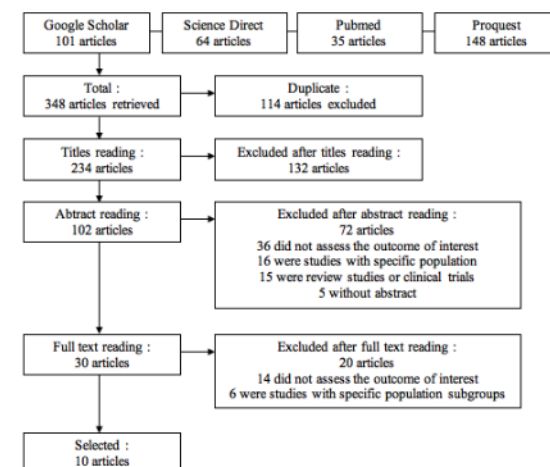 Google Scholar
101 articles
Science Direct
64 articles
Pubmed
35 articles
Proquest
148 articles
Total :
348 articles retrieved
Duplicate :
114 articles excluded
Titles reading :
234 articles
Excluded after titles reading :
132 articles
Abtract reading :
102 articles
Excluded after abstract reading :
72 articles
36 did not assess the outcome of interest
16 were studies with specific population
15 were review studies or clinical trials
5 without abstract
Full text reading :
30 articles
Excluded after full text reading :
20 articles
14 did not assess the outcome of interest
6 were studies with specific population subgroups
Selected :
10 articles